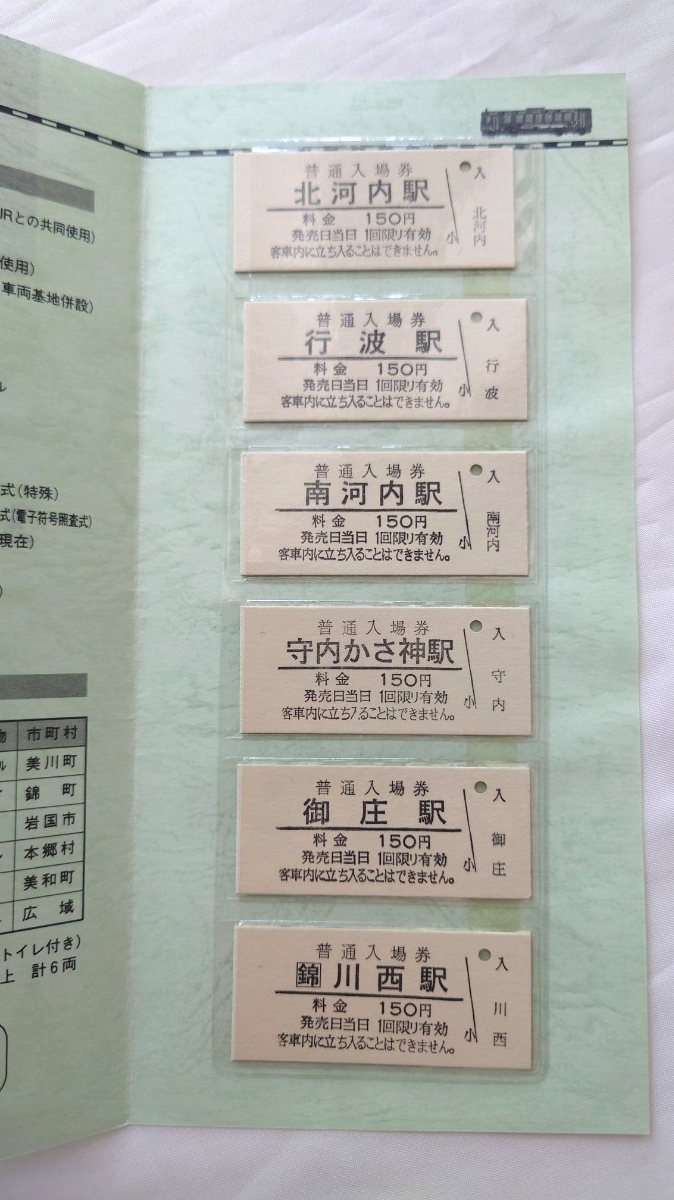 JRとの共同使用)
使用)
車両基地併設)
ル
式(特殊)
式(電子符号照査式)
現在)
)
物 市町村
ル 美川町
錦 町
岩国市
本郷村
美和町
広 域
トイレ付き)
上 計6両
普通入場券
北河内駅
料金 150円
発売日当日 1回限り有効
客車内に立ち入ることはできません。
小
入
北河内
普通入場券
行波駅
料金 150円
発売日当日 1回限り有効
客車内に立ち入ることはできません。
小
入
行波
普通入場券
南河内駅
料金 150円
発売日当日 1回限り有効
客車内に立ち入ることはできません。
小
入
南河内
普通入場券
守内かさ神駅
料金 150円
発売日当日 1回限り有効
客車内に立ち入ることはできません。
小
入
守内
普通入場券
御庄駅
料金 150円
発売日当日 1回限り有効
客車内に立ち入ることはできません。
小
入
御庄
普通入場券
錦 川西駅
料金 150円
発売日当日 1回限り有効
客車内に立ち入ることはできません。
小
入
川西